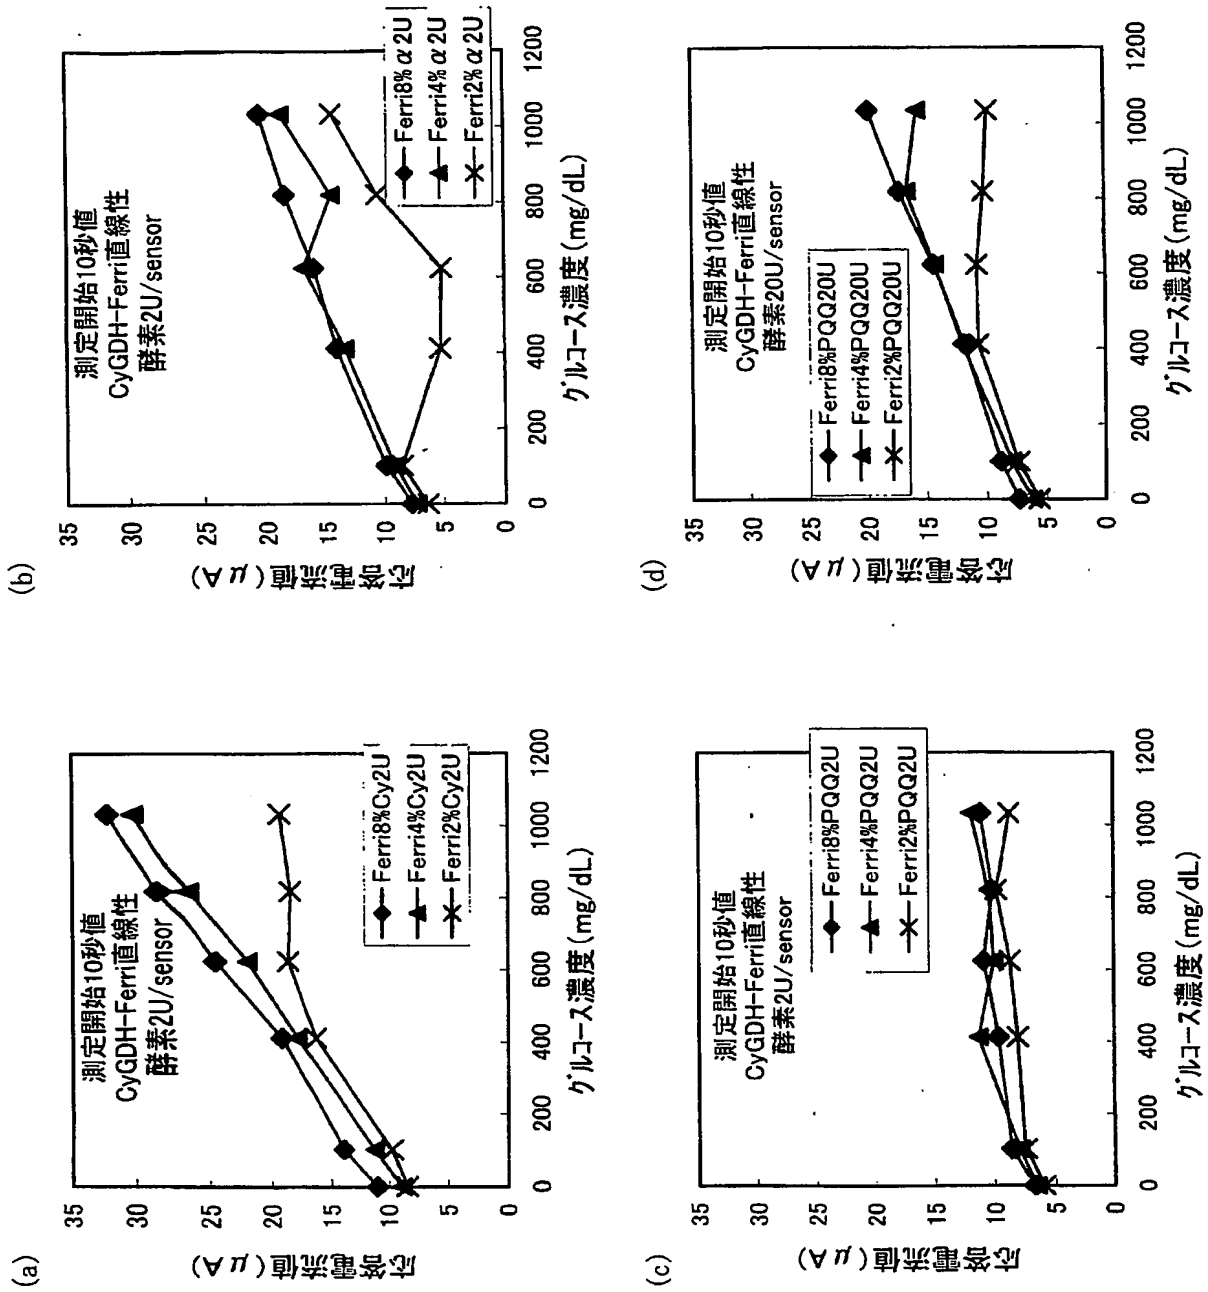 (a)
測定開始10秒値
CyGDH-Ferri直線性
酵素2U/sensor
Ferri8%Cy2U
Ferri4%Cy2U
Ferri2%Cy2U
応答電流値(μA)
35
30
25
20
15
10
5
0
0
200
400
600
800
1000
1200
グルコース濃度(mg/dL)
(b)
測定開始10秒値
CyGDH-Ferri直線性
酵素2U/sensor
Ferri8%α2U
Ferri4%α2U
Ferri2%α2U
応答電流値(μA)
35
30
25
20
15
10
5
0
0
200
400
600
800
1000
1200
グルコース濃度(mg/dL)
(c)
測定開始10秒値
CyGDH-Ferri直線性
酵素2U/sensor
Ferri8%PQQ2U
Ferri4%PQQ2U
Ferri2%PQQ2U
応答電流値(μA)
35
30
25
20
15
10
5
0
0
200
400
600
800
1000
1200
グルコース濃度(mg/dL)
(d)
測定開始10秒値
CyGDH-Ferri直線性
酵素20U/sensor
Ferri8%PQQ20U
Ferri4%PQQ20U
Ferri2%PQQ20U
応答電流値(μA)
35
30
25
20
15
10
5
0
0
200
400
600
800
1000
1200
グルコース濃度(mg/dL)